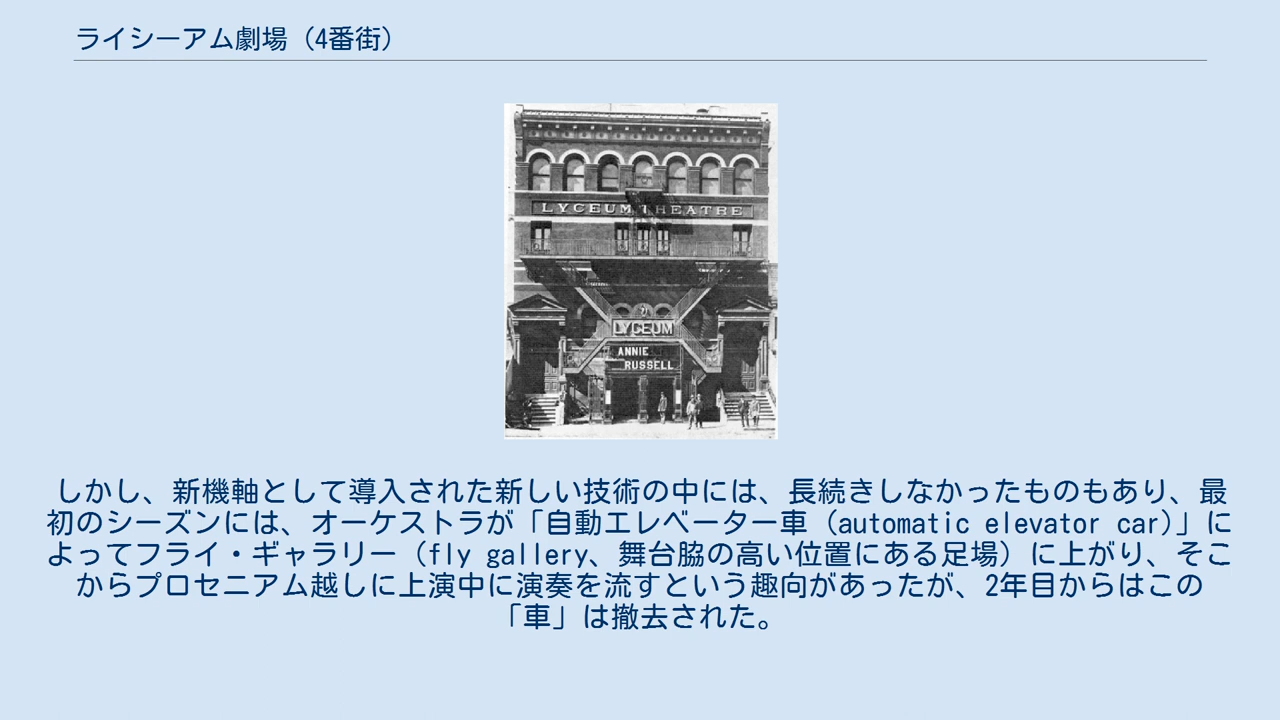 ライシーアム劇場（4番街）
LYCEUM THEATRE
LYCEUM
ANNIE
RUSSELL
しかし、新機軸として導入された新しい技術の中には、長続きしなかったものもあり、最
初のシーズンには、オーケストラが「自動エレベーター車（automatic elevator car）」に
よってフライ・ギャラリー（fly gallery、舞台脇の高い位置にある足場）に上がり、そこ
からプロセニアム越しに上演中に演奏を流すという趣向があったが、2年目からはこの
「車」は撤去された。